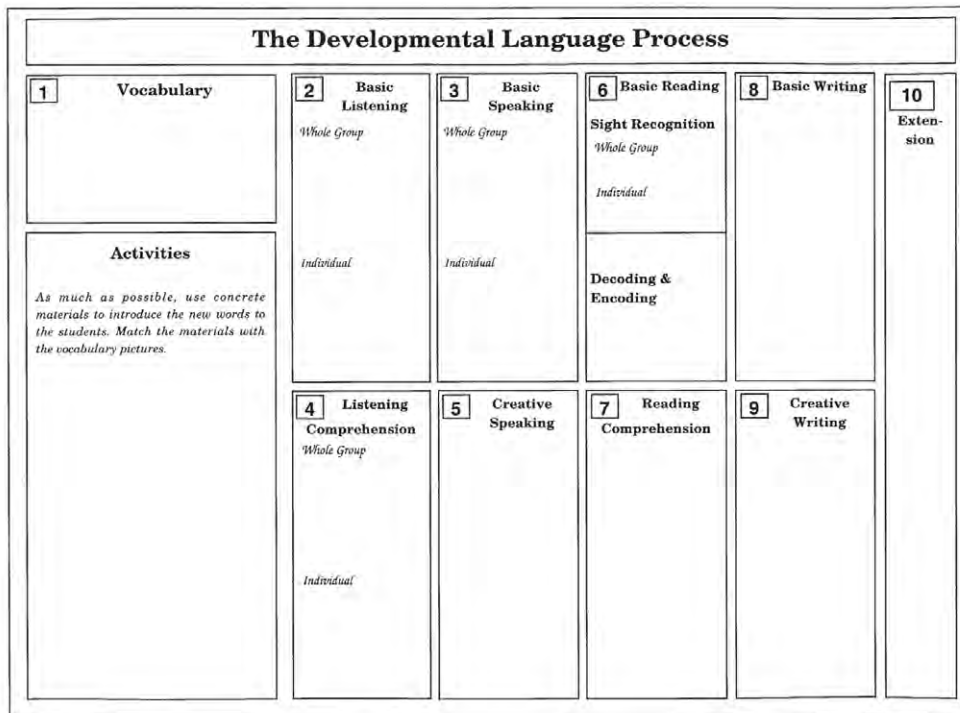 The Developmental Language Process
1
Vocabulary
Activities
As much as possible, use concrete
materials to introduce the new words to
the students. Match the materials with
the vocabulary pictures.
2
Basic
Listening
Whole Group
Individual
3
Basic
Speaking
Whole Group
Individual
4
Listening
Comprehension
Whole Group
Individual
5
Creative
Speaking
6
Basic Reading
Sight Recognition
Whole Group
Individual
Decoding &
Encoding
7
Reading
Comprehension
8
Basic Writing
9
Creative
Writing
10
Exten-
sion